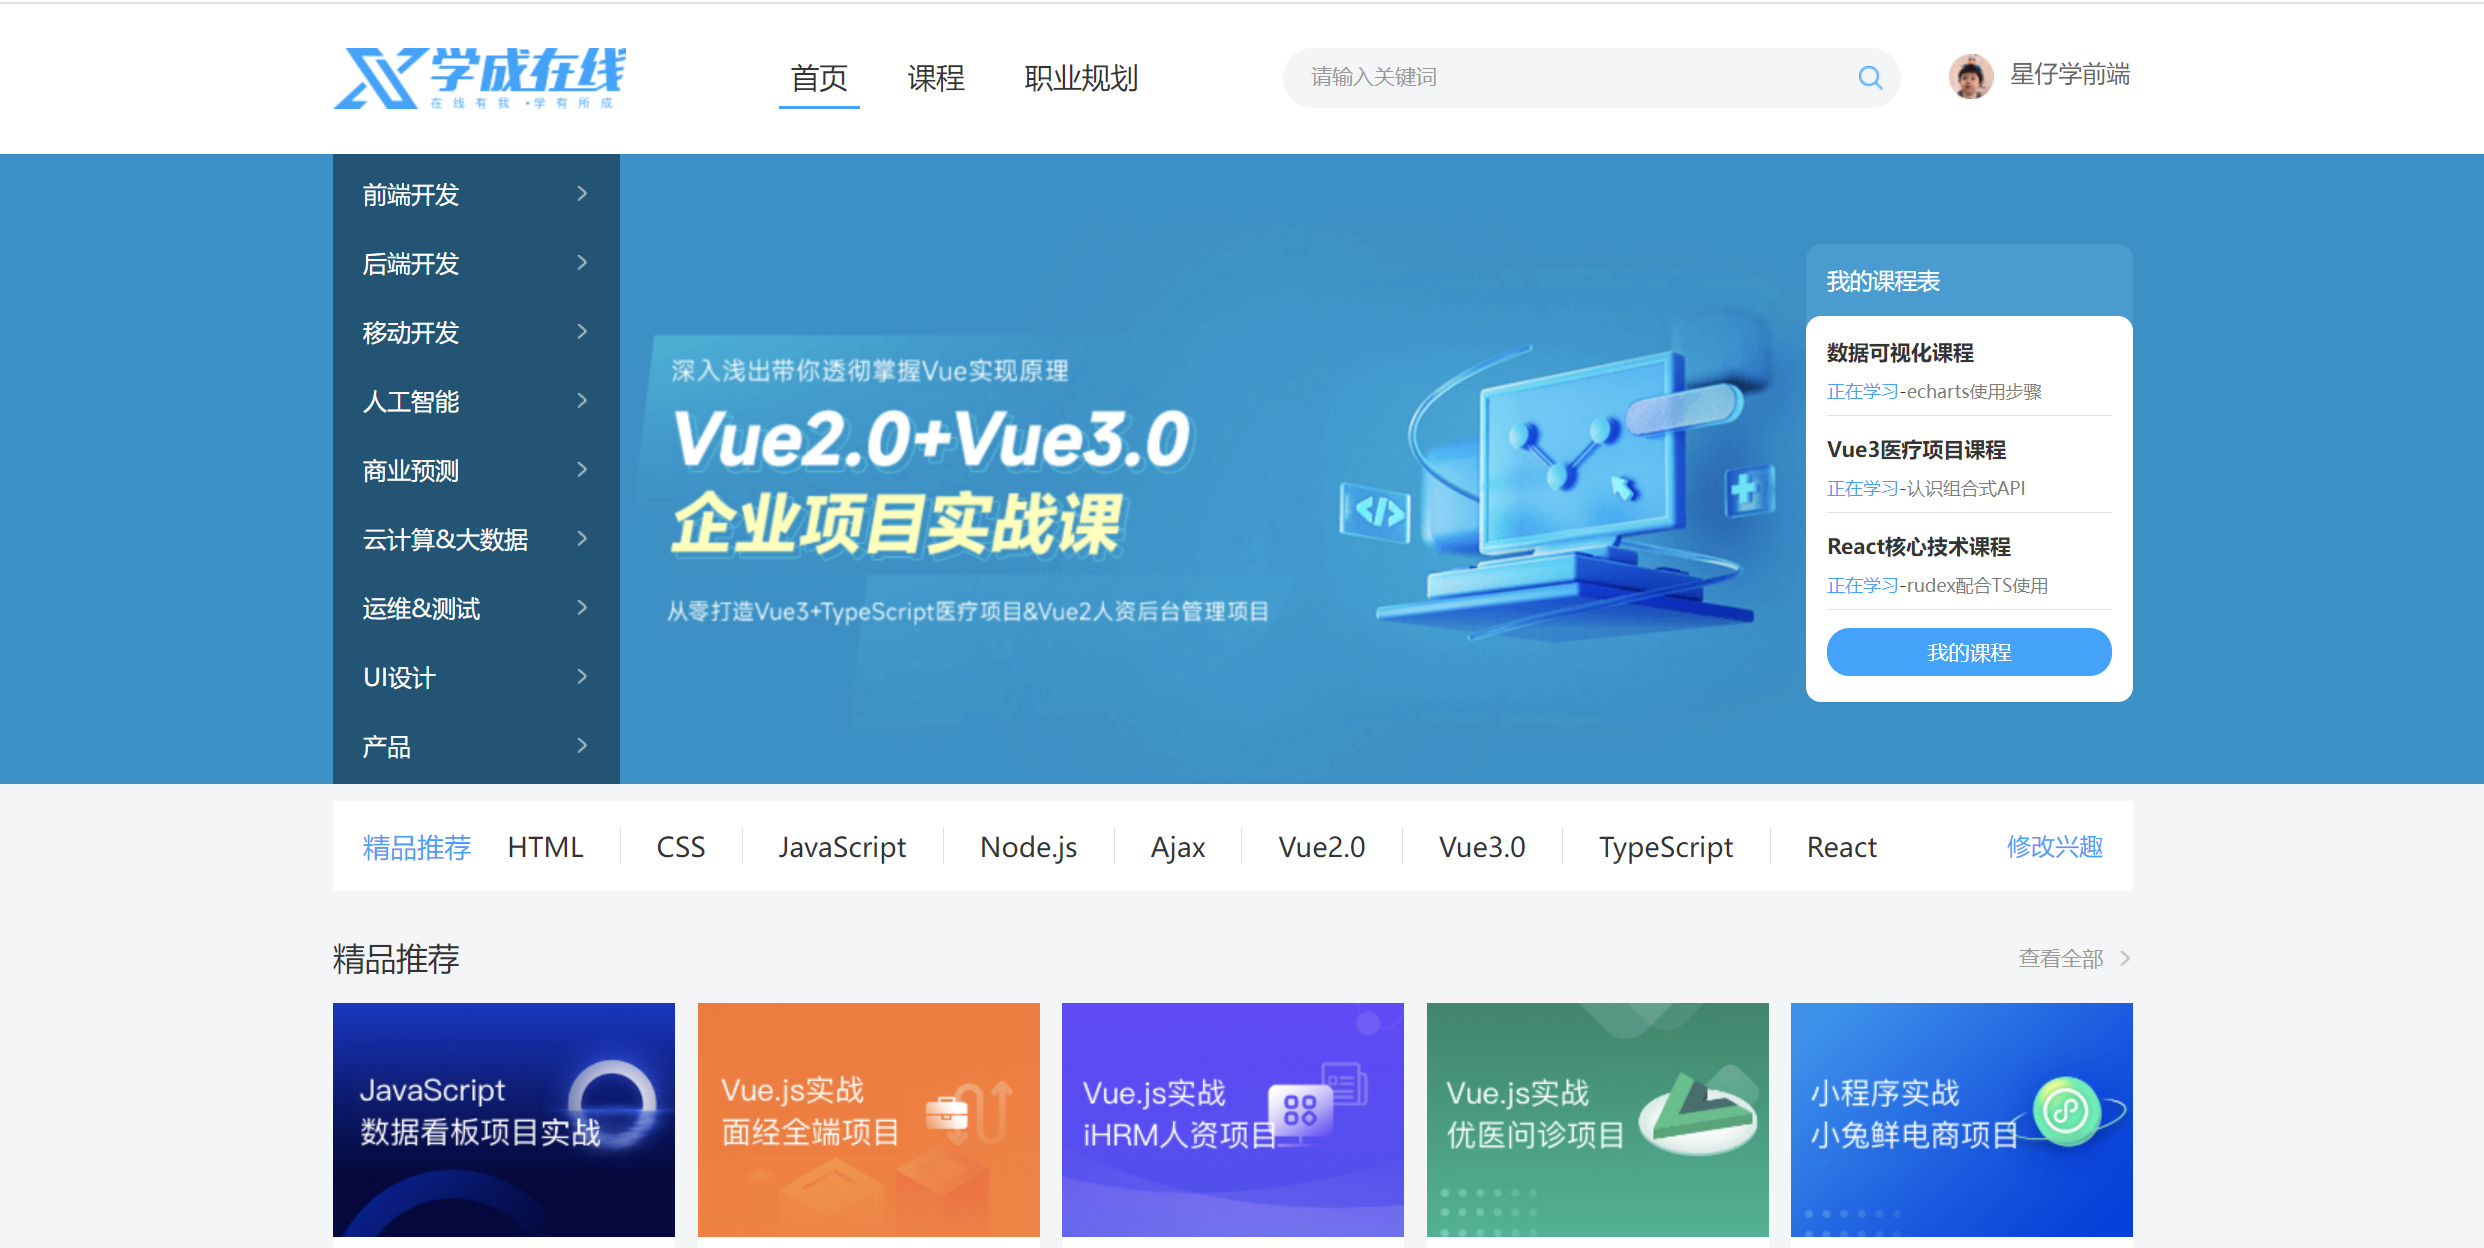 学成在线
在线有我·学有所成
首页
课程
职业规划
请输入关键词
星仔学前端
前端开发
后端开发
移动开发
人工智能
商业预测
云计算&大数据
运维&测试
UI设计
产品
深入浅出带你透彻掌握Vue实现原理
Vue2.0+Vue3.0
企业项目实战课
从零打造Vue3+TypeScript医疗项目&Vue2人资后台管理项目
</>
我的课程表
数据可视化课程
正在学习-echarts使用步骤
Vue3医疗项目课程
正在学习-认识组合式API
React核心技术课程
正在学习-rudex配合TS使用
我的课程
精品推荐 HTML CSS JavaScript Node.js Ajax Vue2.0 Vue3.0 TypeScript React 修改兴趣
精品推荐
查看全部
JavaScript
数据看板项目实战
Vue.js实战
面经全端项目
Vue.js实战
iHRM人资项目
Vue.js实战
优医问诊项目
小程序实战
小兔鲜电商项目